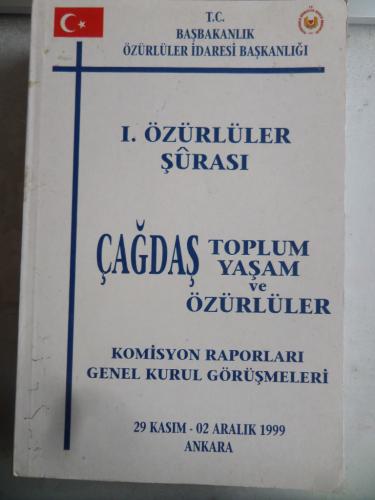 T.C.
BAŞBAKANLIK
ÖZÜRLÜLER İDARESİ BAŞKANLIĞI
I. ÖZÜRLÜLER
ŞÛRASI
ÇAĞDAŞ TOPLUM
YAŞAM
ve
ÖZÜRLÜLER
KOMİSYON RAPORLARI
GENEL KURUL GÖRÜŞMELERİ
29 KASIM - 02 ARALIK 1999
ANKARA